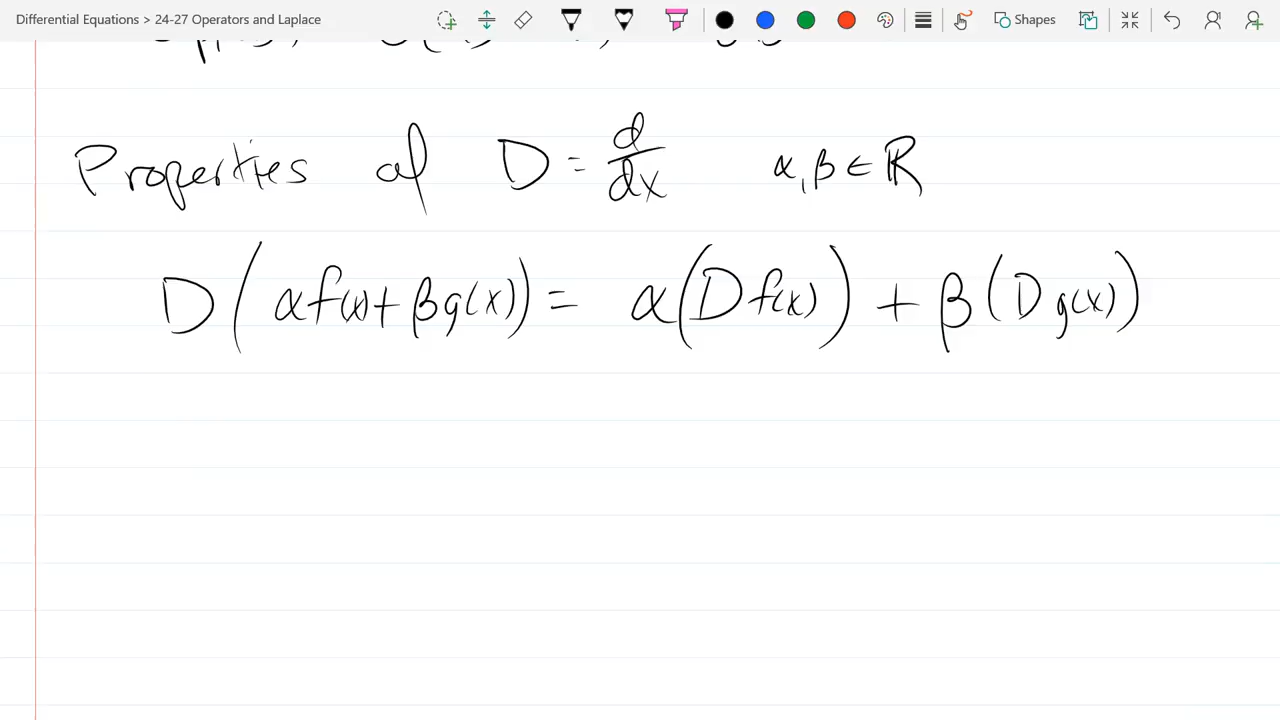 Differential Equations > 24-27 Operators and Laplace
Shapes
Properties of D = d/dx α, β ∈ ℝ
D(αf(x) + βg(x)) = α(Df(x)) + β(Dg(x))